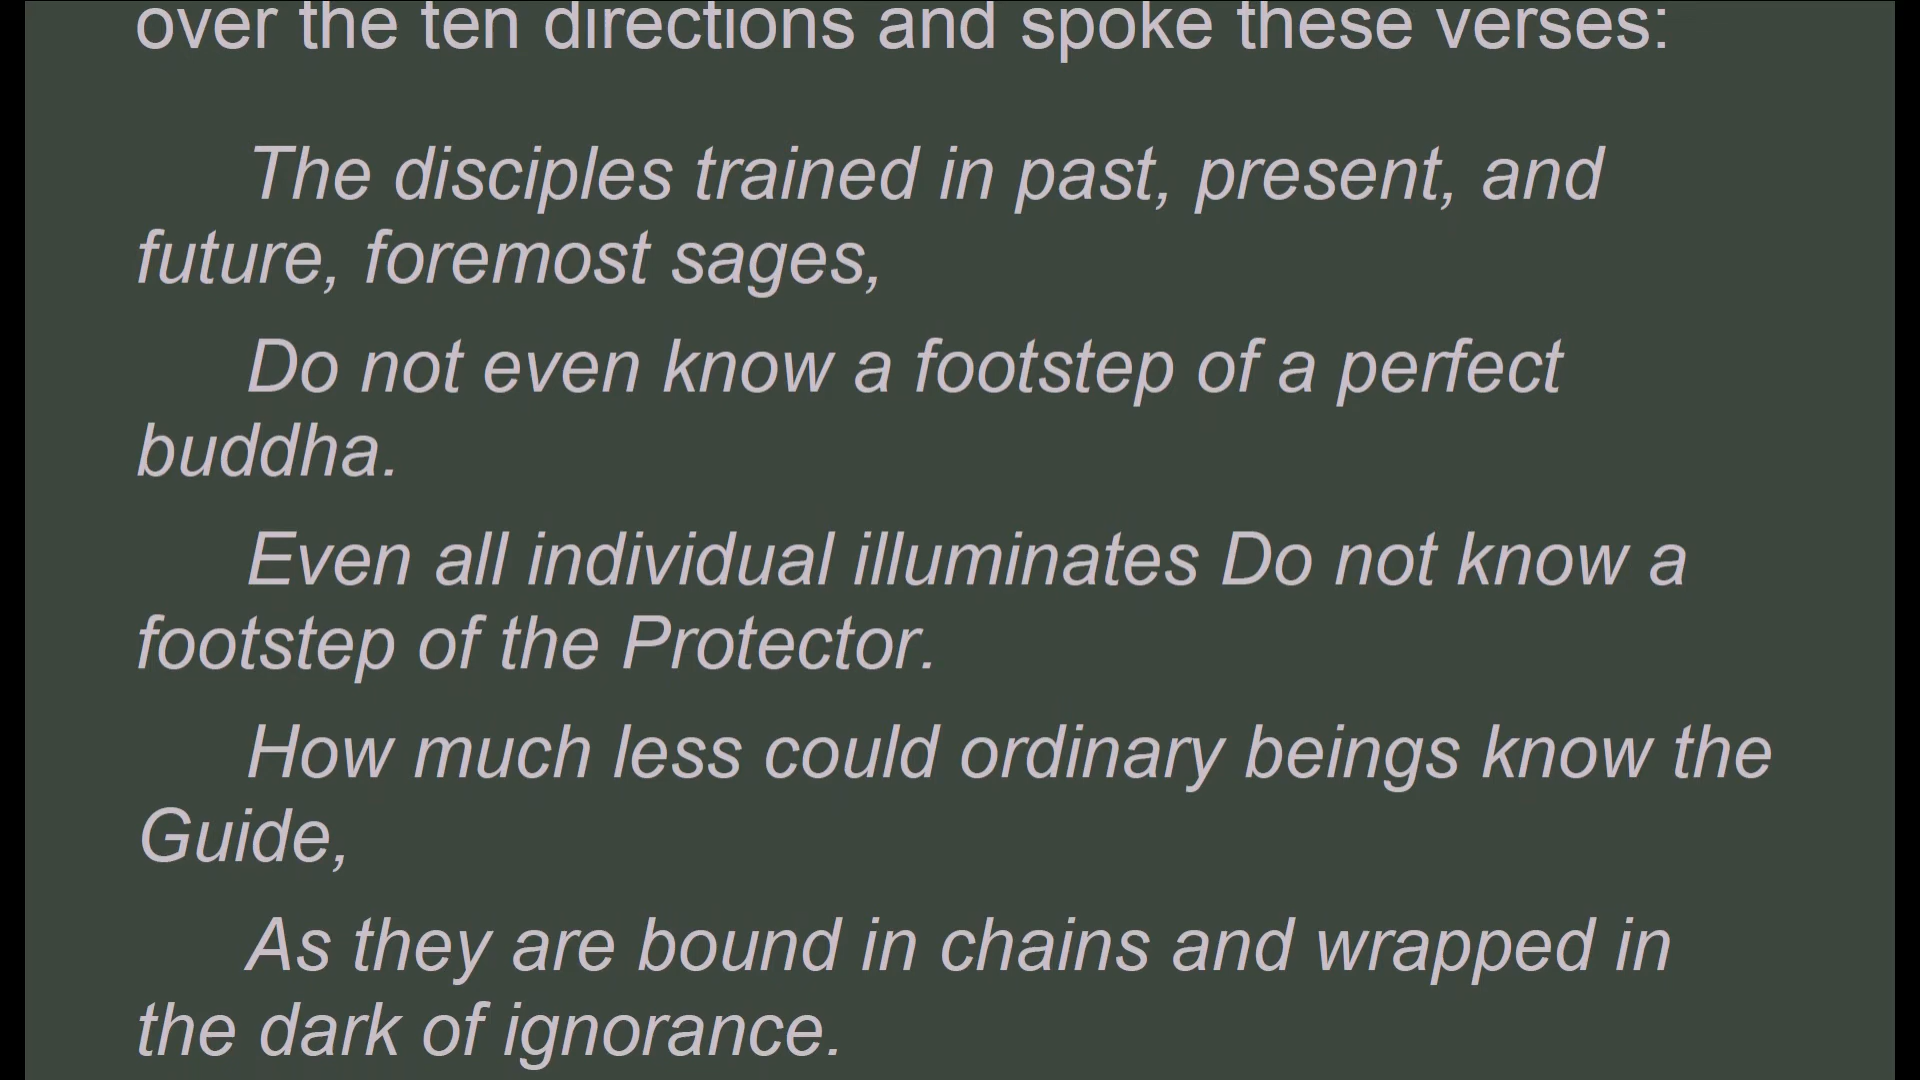 over the ten directions and spoke these verses:
The disciples trained in past, present, and
future, foremost sages,
Do not even know a footstep of a perfect
buddha.
Even all individual illuminates Do not know a
footstep of the Protector.
How much less could ordinary beings know the
Guide,
As they are bound in chains and wrapped in
the dark of ignorance.